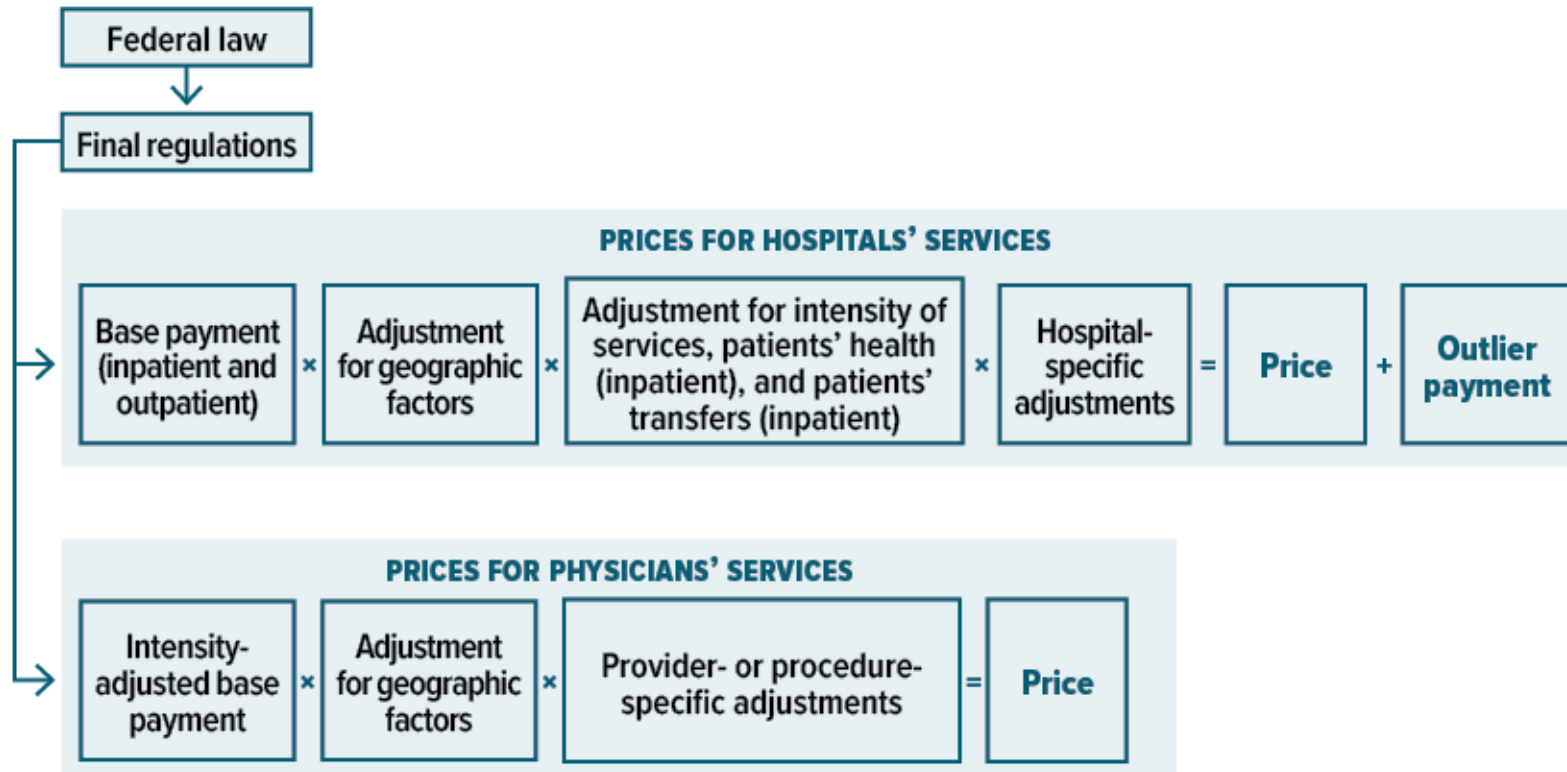 Federal law
Final regulations
PRICES FOR HOSPITALS’ SERVICES
Base payment
(inpatient and
outpatient)
×
Adjustment
for geographic
factors
×
Adjustment for intensity of
services, patients’ health
(inpatient), and patients’
transfers (inpatient)
×
Hospital-
specific
adjustments
=
Price
+
Outlier
payment
PRICES FOR PHYSICIANS’ SERVICES
Intensity-
adjusted base
payment
×
Adjustment
for geographic
factors
×
Provider- or procedure-
specific adjustments
=
Price